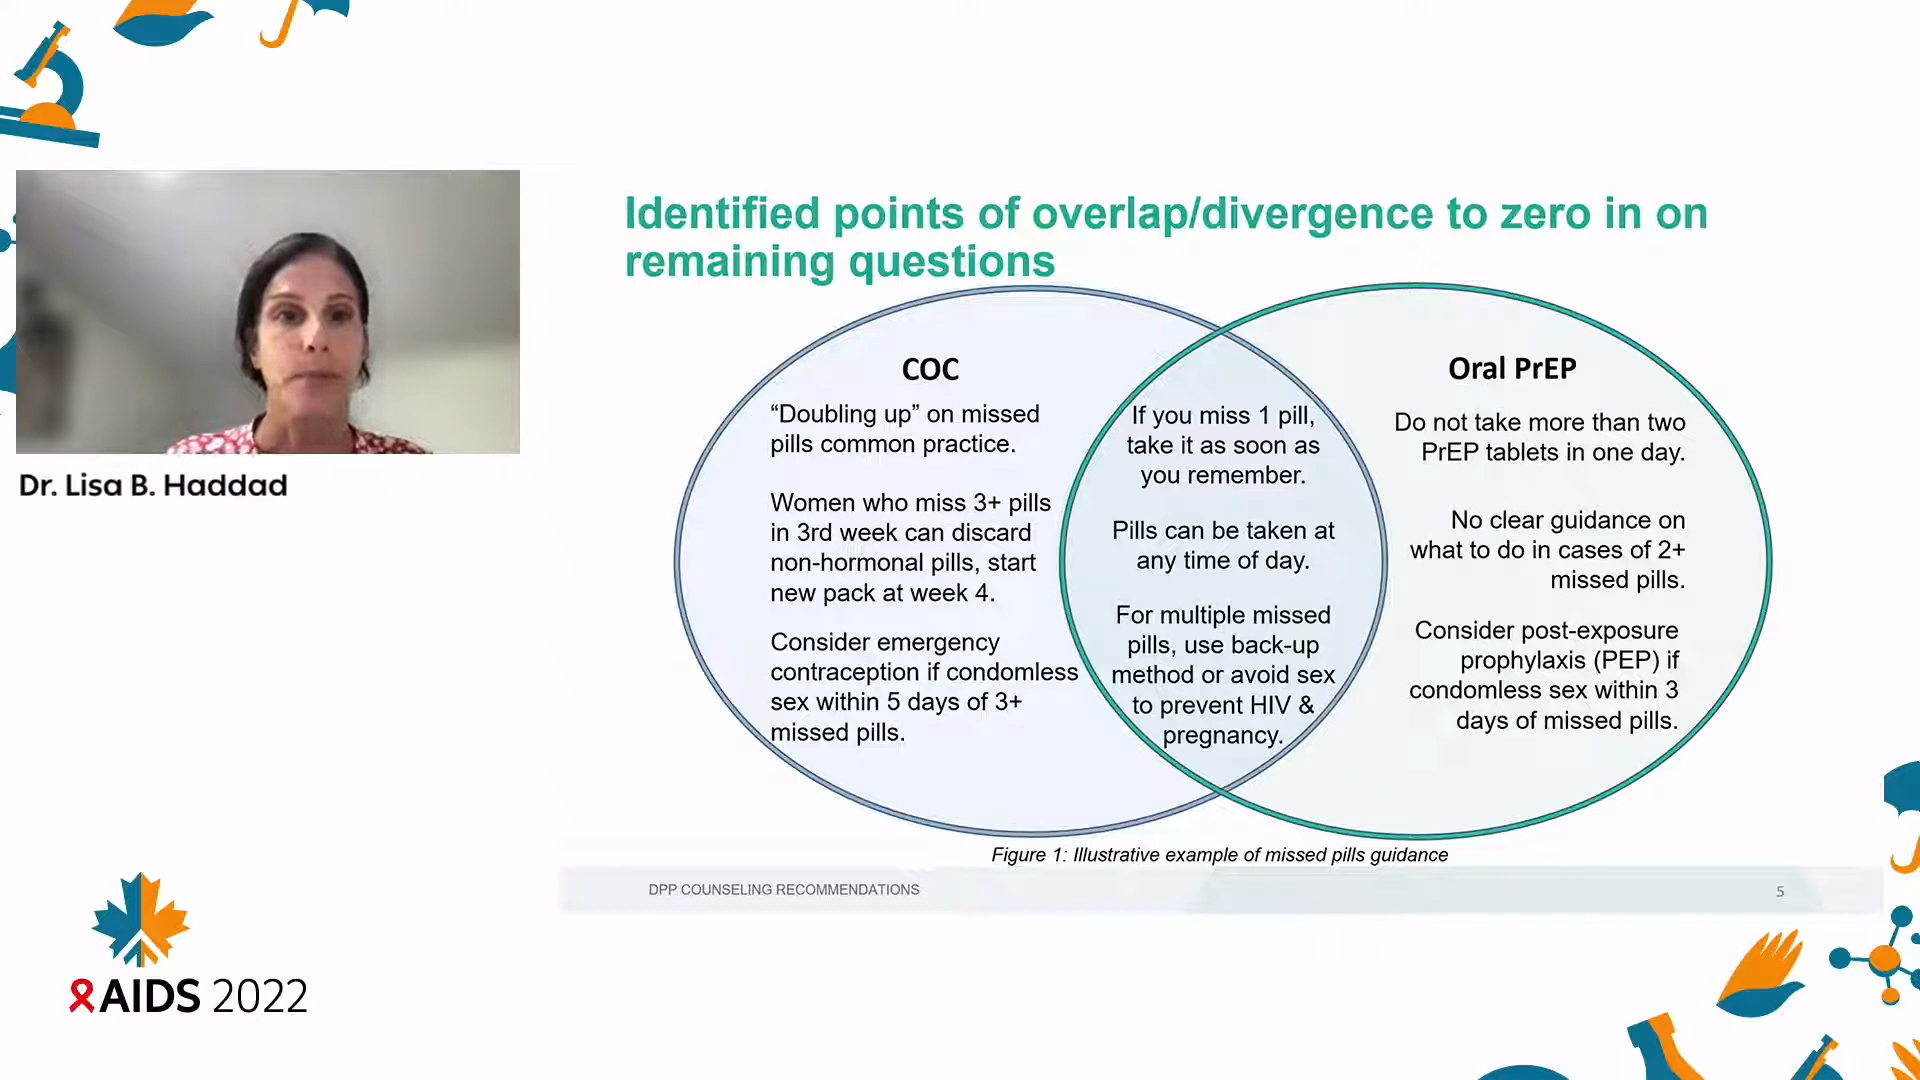 Identified points of overlap/divergence to zero in on
remaining questions
Dr. Lisa B. Haddad
COC
“Doubling up” on missed
pills common practice.
Women who miss 3+ pills
in 3rd week can discard
non-hormonal pills, start
new pack at week 4.
Consider emergency
contraception if condomless
sex within 5 days of 3+
missed pills.
If you miss 1 pill,
take it as soon as
you remember.
Pills can be taken at
any time of day.
For multiple missed
pills, use back-up
method or avoid sex
to prevent HIV &
pregnancy.
Oral PrEP
Do not take more than two
PrEP tablets in one day.
No clear guidance on
what to do in cases of 2+
missed pills.
Consider post-exposure
prophylaxis (PEP) if
condomless sex within 3
days of missed pills.
Figure 1: Illustrative example of missed pills guidance
DPP COUNSELING RECOMMENDATIONS
5
AIDS 2022